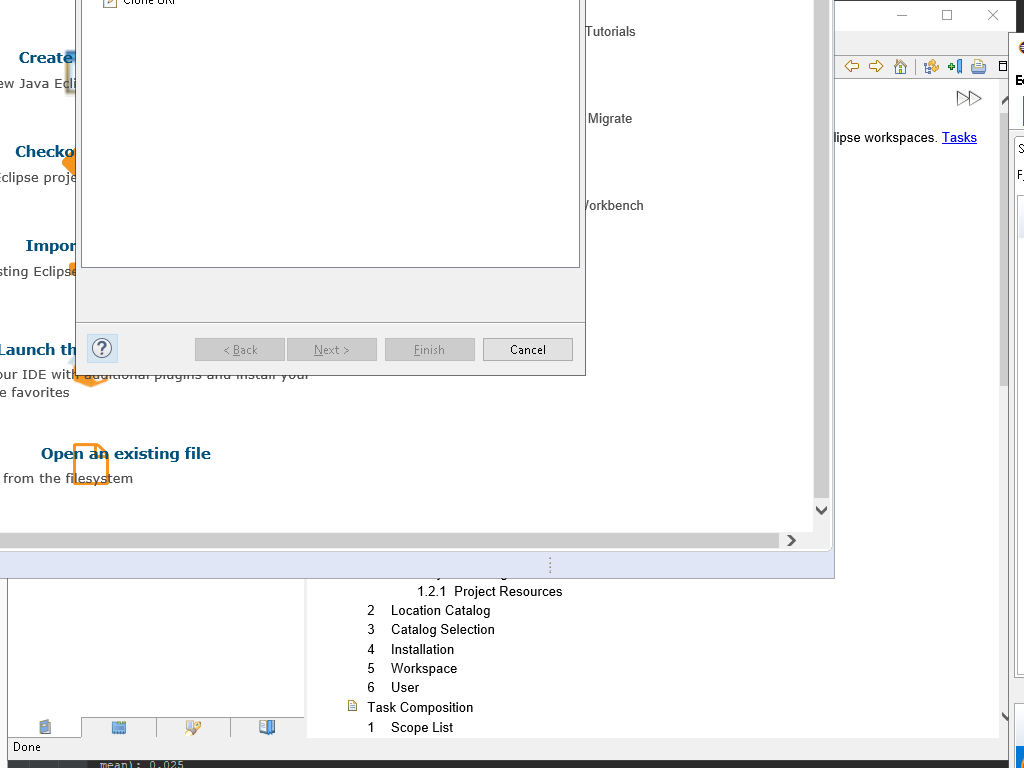 Clone URI
Tutorials
Create
ew Java Ecli
Migrate
lipse workspaces. Tasks
Checko
Eclipse proje
Workbench
Impor
sting Eclipse
Launch th
< Back
Next >
Finish
Cancel
our IDE with additional plugins and install your
e favorites
Open an existing file
from the filesystem
1.2.1 Project Resources
2 Location Catalog
3 Catalog Selection
4 Installation
5 Workspace
6 User
Task Composition
1 Scope List
Done
mean): 0.025